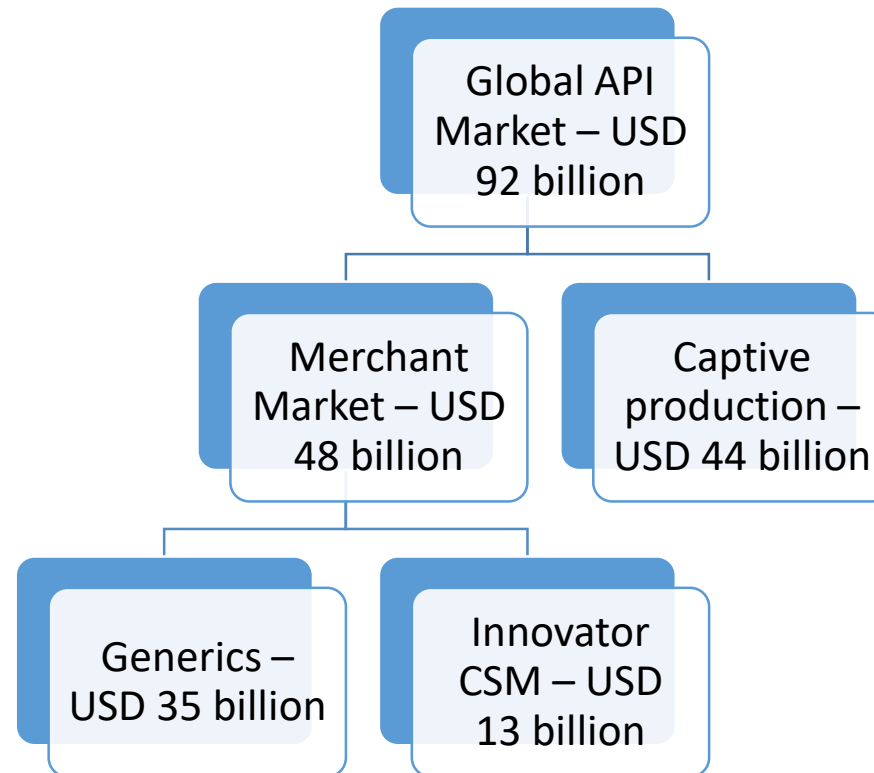 Global API
Market – USD
92 billion
Merchant
Market – USD
48 billion
Captive
production –
USD 44 billion
Generics –
USD 35 billion
Innovator
CSM – USD
13 billion